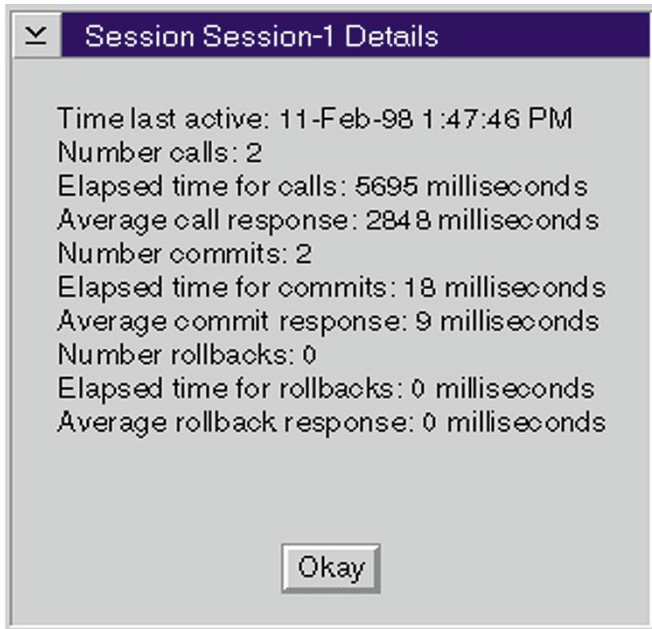 Session Session-1 Details
Time last active: 11-Feb-98 1:47:46 PM
Number calls: 2
Elapsed time for calls: 5695 milliseconds
Average call response: 2848 milliseconds
Number commits: 2
Elapsed time for commits: 18 milliseconds
Average commit response: 9 milliseconds
Number rollbacks: 0
Elapsed time for rollbacks: 0 milliseconds
Average rollback response: 0 milliseconds
Okay